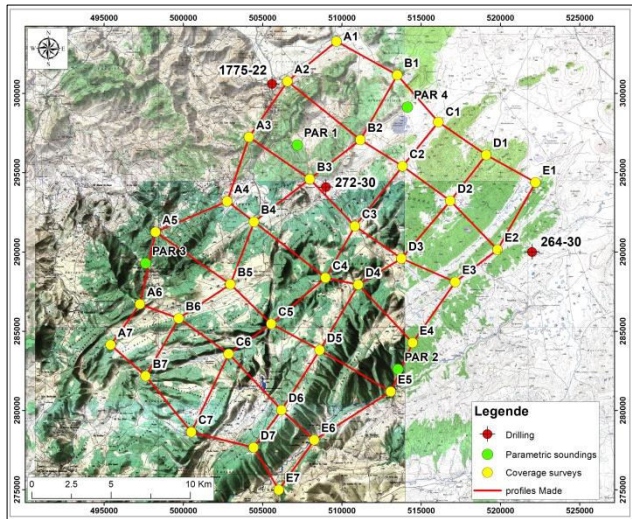 495000 500000 505000 510000 515000 520000 525000
300000 295000 290000 285000 280000 275000
N
W E
S
A1
1775-22 A2 B1
PAR 4
A3 PAR 1 B2 C1
B3 C2 D1
272-30
A4 D2 E1
A5 B4 C3
264-30
PAR 3 D3 E2
B5 C4 D4 E3
A6 B6
C5
A7 C6 D5 E4
B7 PAR 2
E5
D6
C7 E6
D7
E7
Legende
Drilling
Parametric soundings
Coverage surveys
profiles Made
0 2.5 5 10 Km
300000 295000 290000 285000 280000 275000
495000 500000 505000 510000 515000 520000 525000